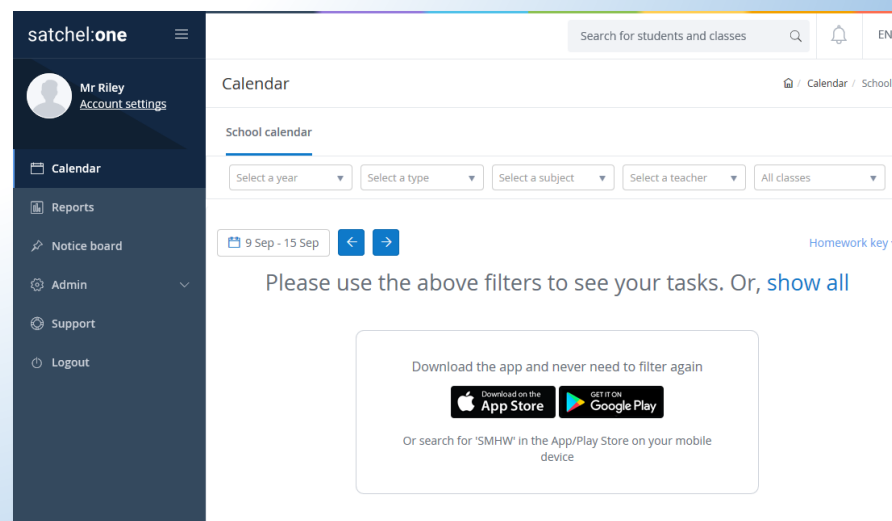 satchel:one
Search for students and classes
EN
Mr Riley
Account settings
Calendar
Calendar / School
School calendar
Calendar
Reports
Notice board
Admin
Support
Logout
Select a year
Select a type
Select a subject
Select a teacher
All classes
9 Sep - 15 Sep
Homework key
Please use the above filters to see your tasks. Or, show all
Download the app and never need to filter again
Download on the
App Store
GET IT ON
Google Play
Or search for 'SMHW' in the App/Play Store on your mobile
device